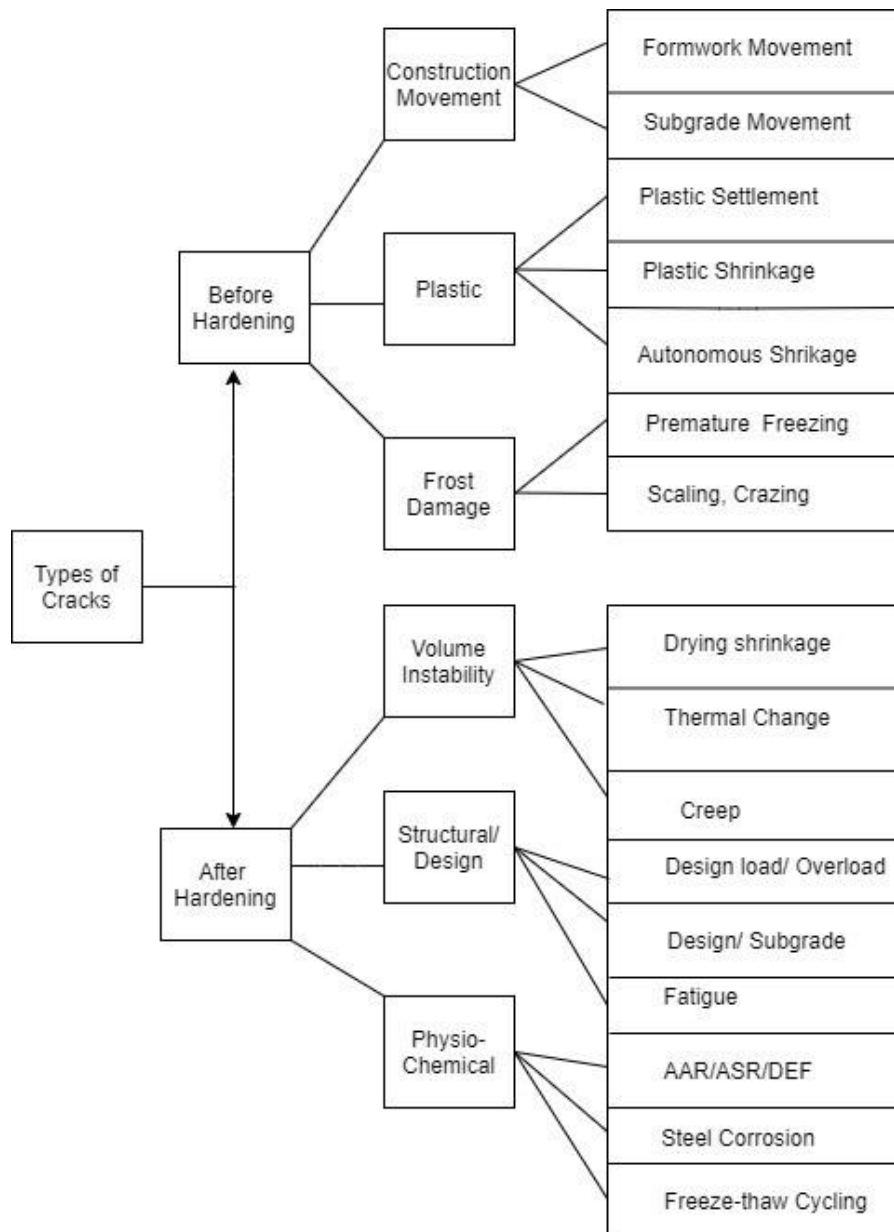 Types of
Cracks
Before
Hardening
Construction
Movement
Formwork Movement
Subgrade Movement
Plastic
Plastic Settlement
Plastic Shrinkage
Autonomous Shrikage
Frost
Damage
Premature Freezing
Scaling, Crazing
After
Hardening
Volume
Instability
Drying shrinkage
Thermal Change
Creep
Structural/
Design
Design load/ Overload
Design/ Subgrade
Fatigue
Physio-
Chemical
AAR/ASR/DEF
Steel Corrosion
Freeze-thaw Cycling